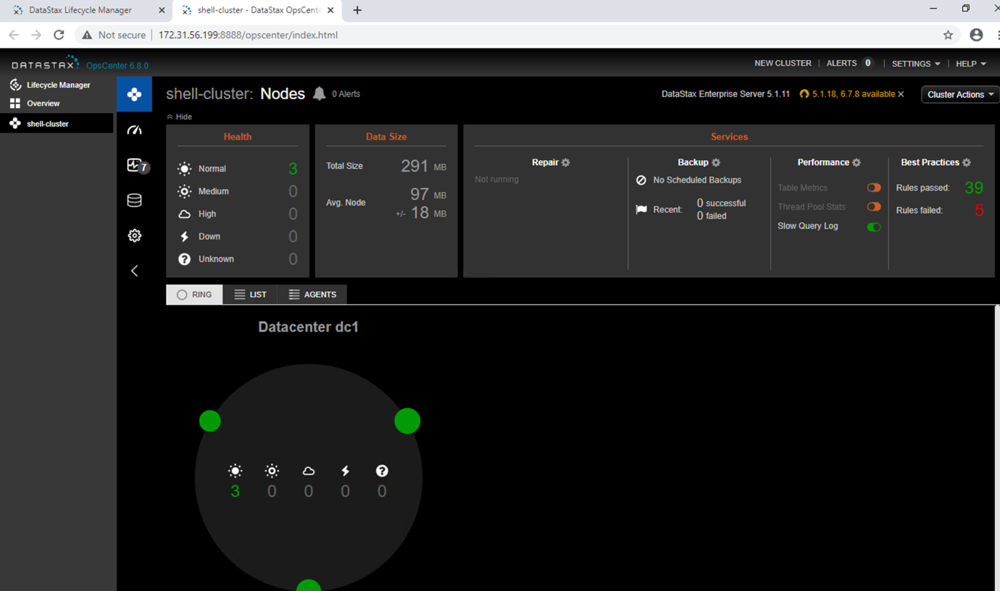 DataStax Lifecycle Manager
shell-cluster - DataStax OpsCente
Not secure | 172.31.56.199:8888/opscenter/index.html
DATASTAX OpsCenter 6.8.0
NEW CLUSTER | ALERTS 0 | SETTINGS | HELP
Lifecycle Manager
Overview
shell-cluster
7
shell-cluster: Nodes 0 Alerts
DataStax Enterprise Server 5.1.11 5.1.18, 6.7.8 available
Cluster Actions
Hide
Health
Normal 3
Medium 0
High 0
Down 0
Unknown 0
Data Size
Total Size 291 MB
Avg. Node 97 MB
+/- 18 MB
Services
Repair
Not running
Backup
No Scheduled Backups
Recent: 0 successful
0 failed
Performance
Table Metrics
Thread Pool Stats
Slow Query Log
Best Practices
Rules passed: 39
Rules failed: 5
RING LIST AGENTS
Datacenter dc1
3 0 0 0 0